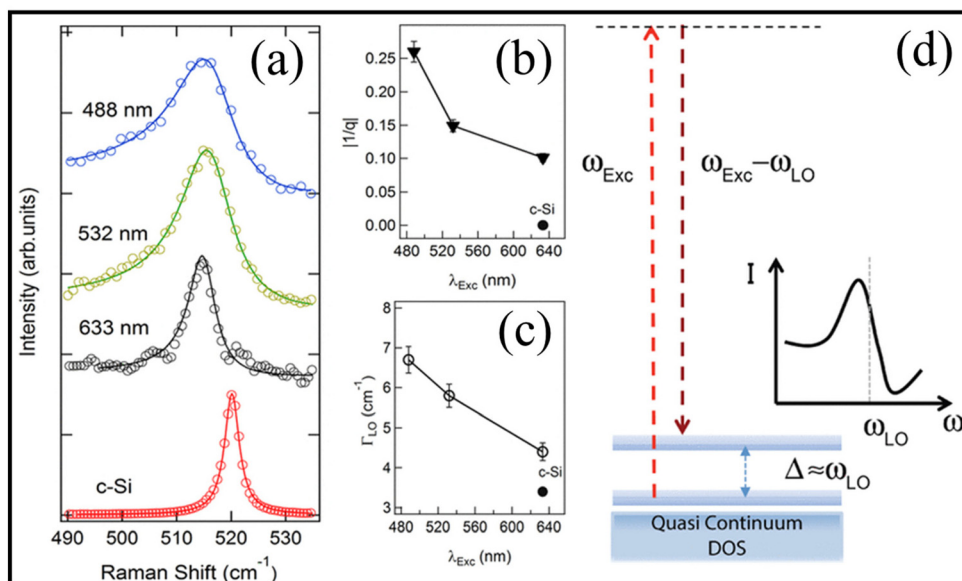 (a)
488 nm
532 nm
633 nm
c-Si
Intensity (arb.units)
490 500 510 520 530
Raman Shift (cm⁻¹)
(b)
|1/q|
0.25
0.20
0.15
0.10
0.05
0.00
c-Si
480 520 560 600 640
λExc (nm)
(c)
ΓLO (cm⁻¹)
8
7
6
5
4
3
c-Si
480 520 560 600 640
λExc (nm)
(d)
ωExc
ωExc−ωLO
I
ωLO
ω
Δ≈ωLO
Quasi Continuum
DOS